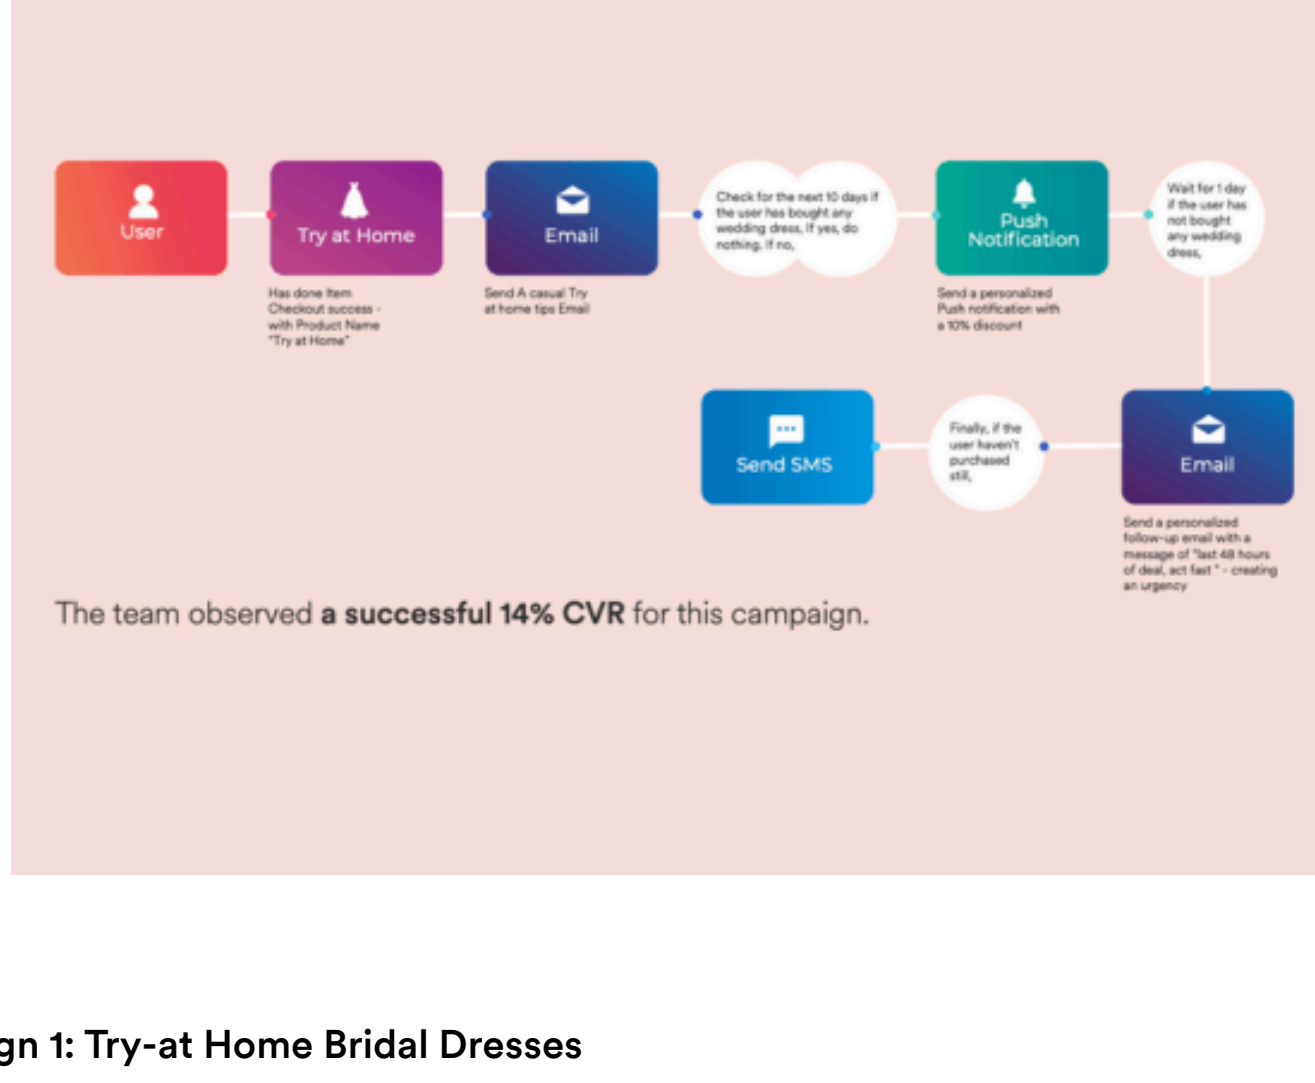 User
Try at Home
Email
Check for the next 10 days if
the user has bought any
wedding dress, If yes, do
nothing. If no,
Push
Notification
Wait for 1 day
if the user has
not bought
any wedding
dress,
Has done Item
Checkout success -
with Product Name
"Try at Home"
Send A casual Try
at home tips Email
Send a personalized
Push notification with
a 10% discount
Send SMS
Finally, if the
user haven't
purchased
still,
Email
Send a personalized
follow-up email with a
message of "last 48 hours
of deal, act fast " - creating
an urgency
The team observed a successful 14% CVR for this campaign.
gn 1: Try-at Home Bridal Dresses